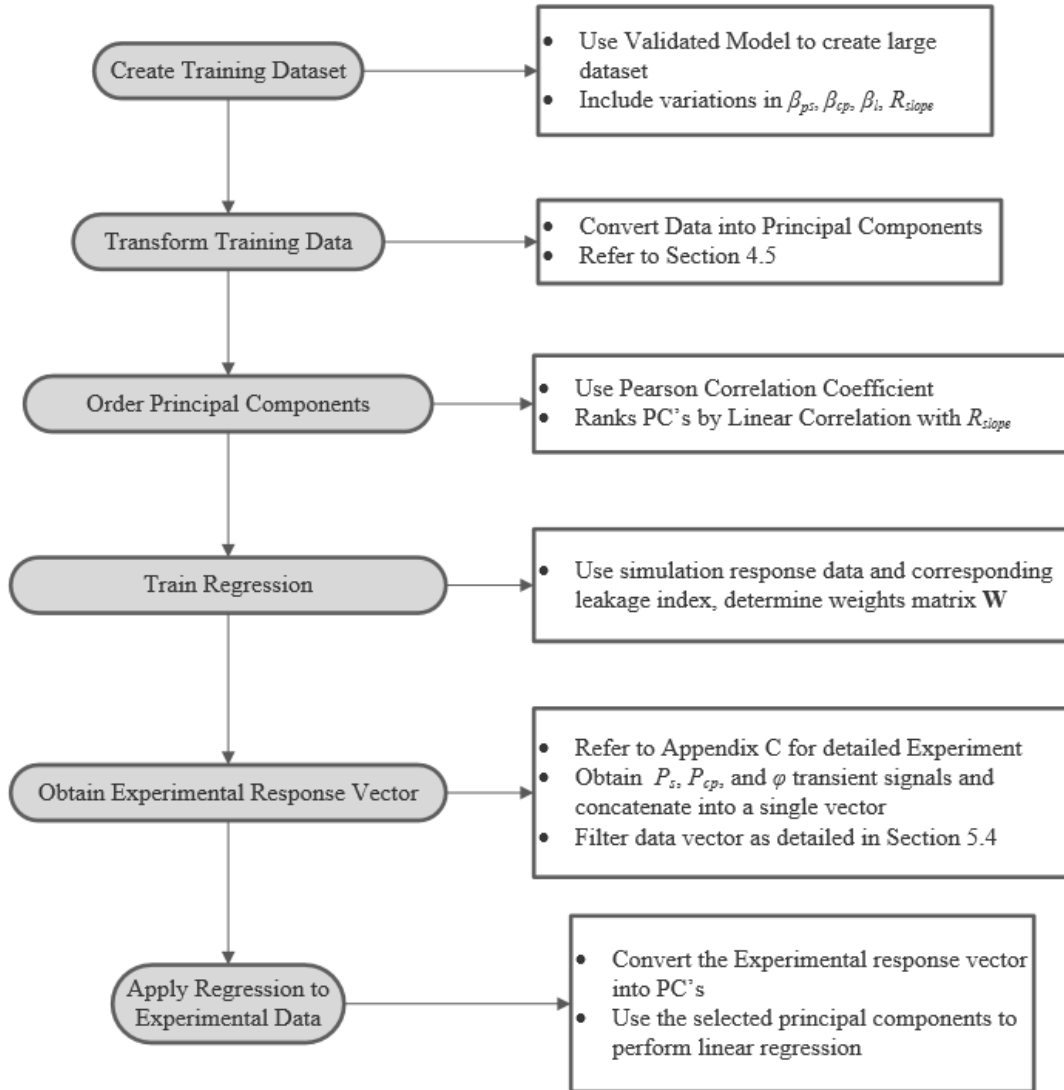 Create Training Dataset
• Use Validated Model to create large
dataset
• Include variations in βps, βcp, βl, Rslope
Transform Training Data
• Convert Data into Principal Components
• Refer to Section 4.5
Order Principal Components
• Use Pearson Correlation Coefficient
• Ranks PC's by Linear Correlation with Rslope
Train Regression
• Use simulation response data and corresponding
leakage index, determine weights matrix W
Obtain Experimental Response Vector
• Refer to Appendix C for detailed Experiment
• Obtain Ps, Pcp, and φ transient signals and
concatenate into a single vector
• Filter data vector as detailed in Section 5.4
Apply Regression to
Experimental Data
• Convert the Experimental response vector
into PC's
• Use the selected principal components to
perform linear regression